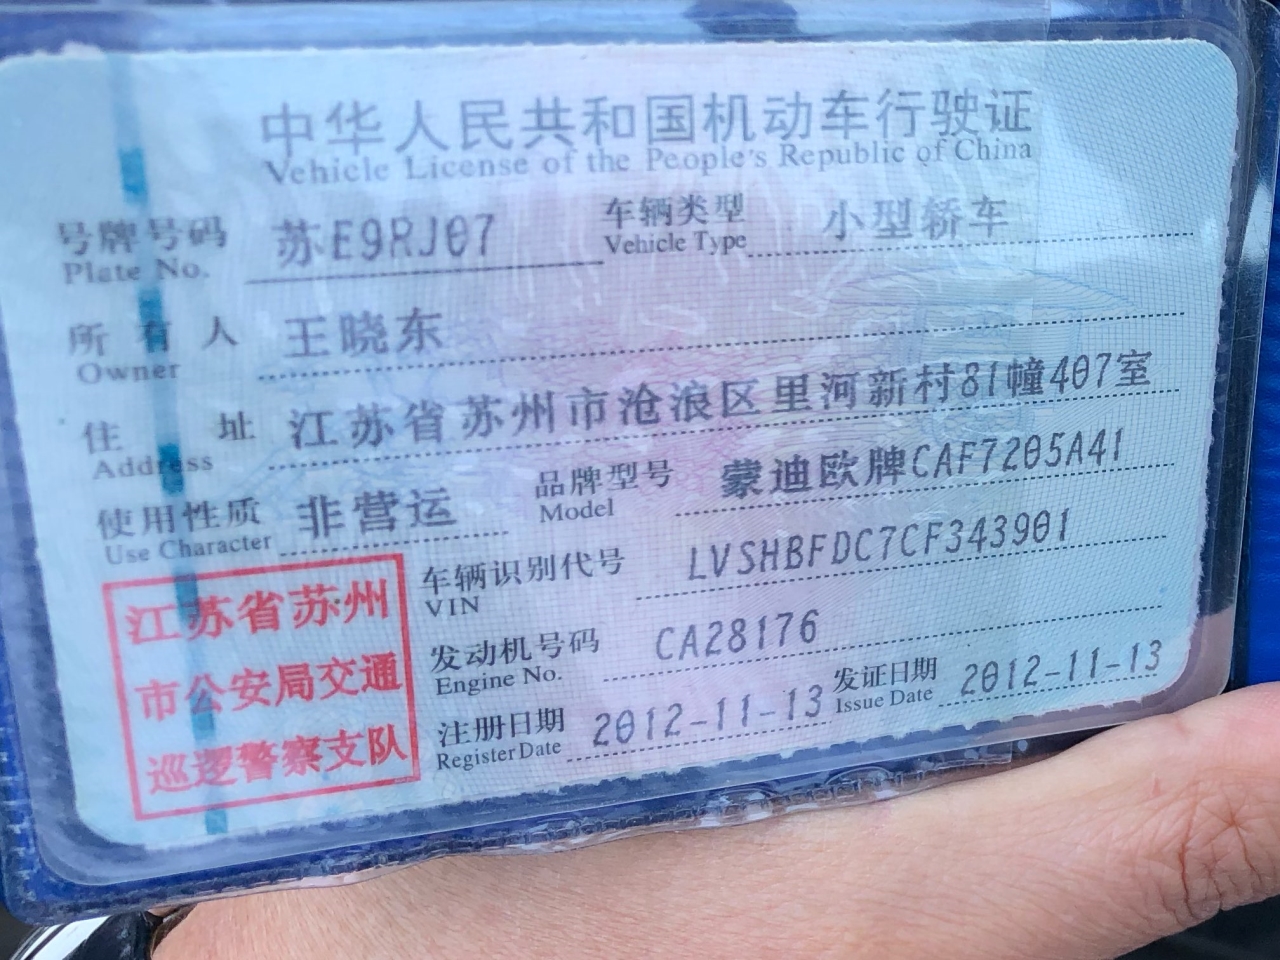 中华人民共和国机动车行驶证
Vehicle License of the People's Republic of China
号牌号码 苏E9RJ07 车辆类型 小型轿车
Plate No. Vehicle Type
所有人 王晓东
Owner
住址 江苏省苏州市沧浪区里河新村81幢407室
Address
使用性质 非营运 品牌型号 蒙迪欧牌CAF7205A41
Use Character Model
车辆识别代号 LVSHBFDC7CF343901
VIN
发动机号码 CA28176
Engine No.
注册日期 2012-11-13 发证日期 2012-11-13
Register Date Issue Date
江苏省苏州
市公安局交通
巡逻警察支队